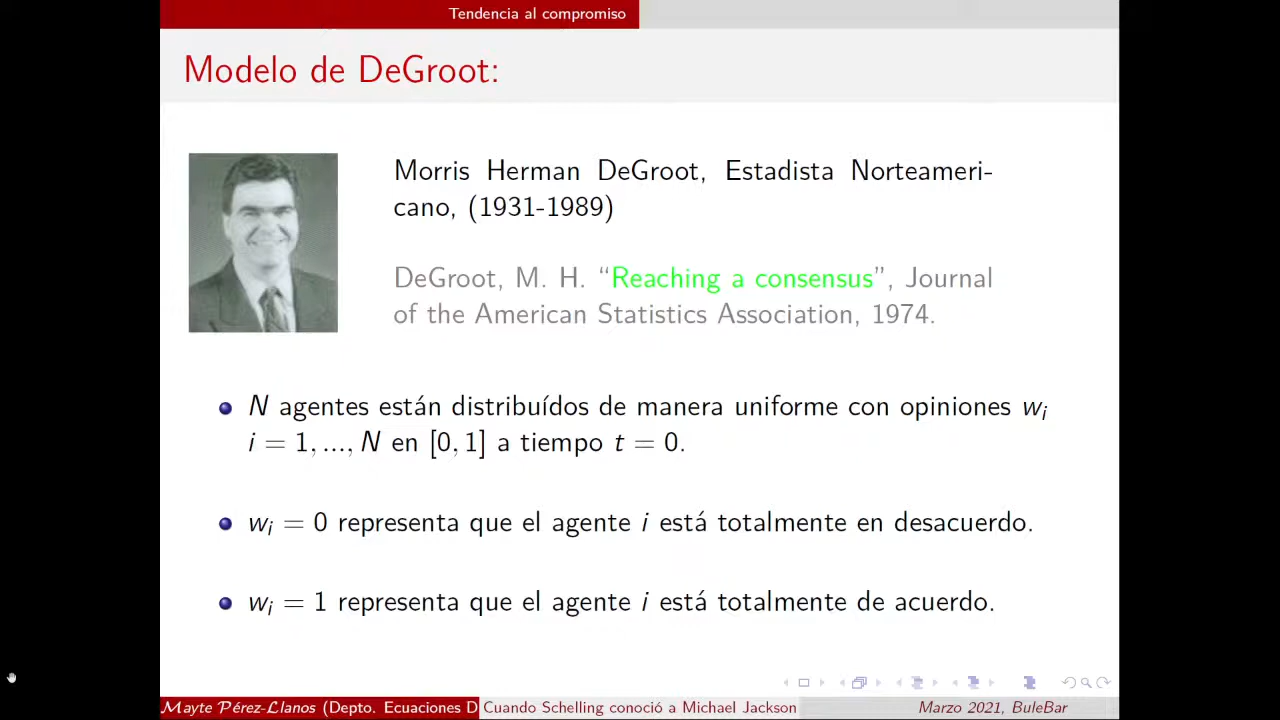 Tendencia al compromiso
Modelo de DeGroot:
Morris Herman DeGroot, Estadista Norteameri-
cano, (1931-1989)
DeGroot, M. H. “Reaching a consensus”, Journal
of the American Statistics Association, 1974.
N agentes están distribuídos de manera uniforme con opiniones wᵢ
i = 1, ..., N en [0, 1] a tiempo t = 0.
wᵢ = 0 representa que el agente i está totalmente en desacuerdo.
wᵢ = 1 representa que el agente i está totalmente de acuerdo.
Mayte Pérez-Llanos (Depto. Ecuaciones D Cuando Schelling conoció a Michael Jackson Marzo 2021, BuleBar